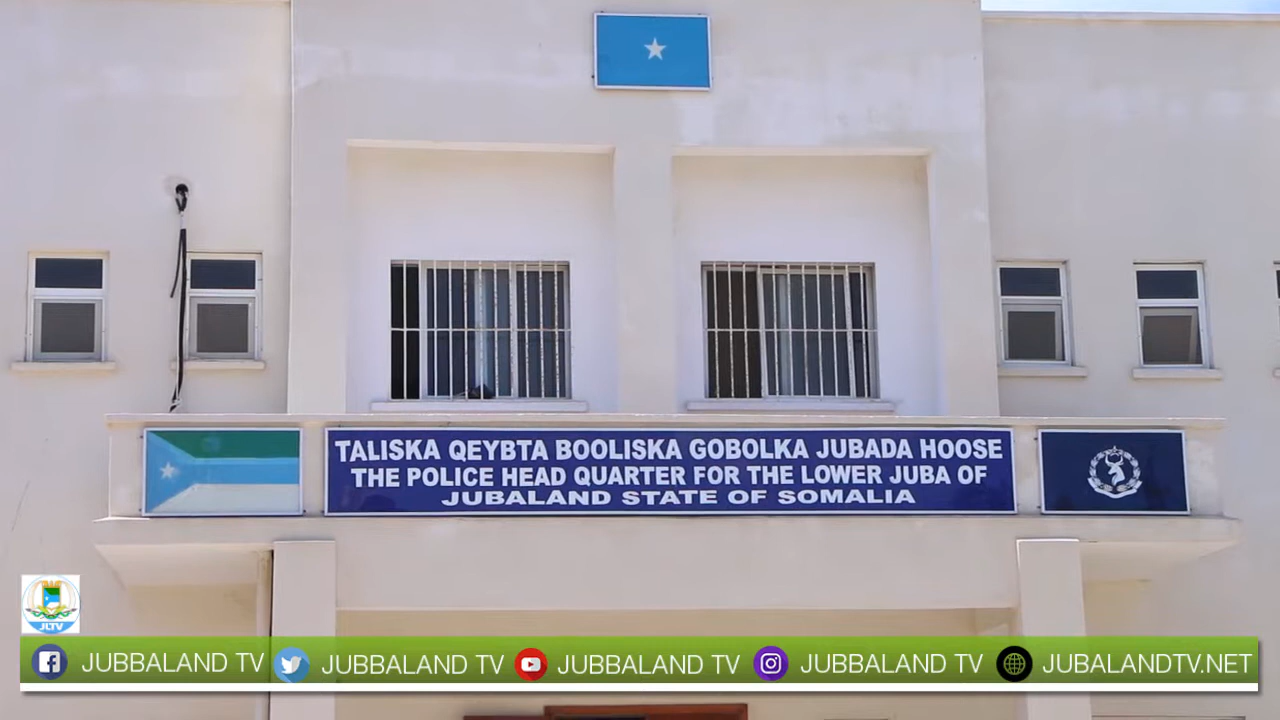 TALISKA QEYBTA BOOLISKA GOBOLKA JUBADA HOOSE
THE POLICE HEAD QUARTER FOR THE LOWER JUBA OF
JUBALAND STATE OF SOMALIA
JLTV
JUBBALAND TV JUBBALAND TV JUBBALAND TV JUBBALAND TV JUBALANDTV.NET